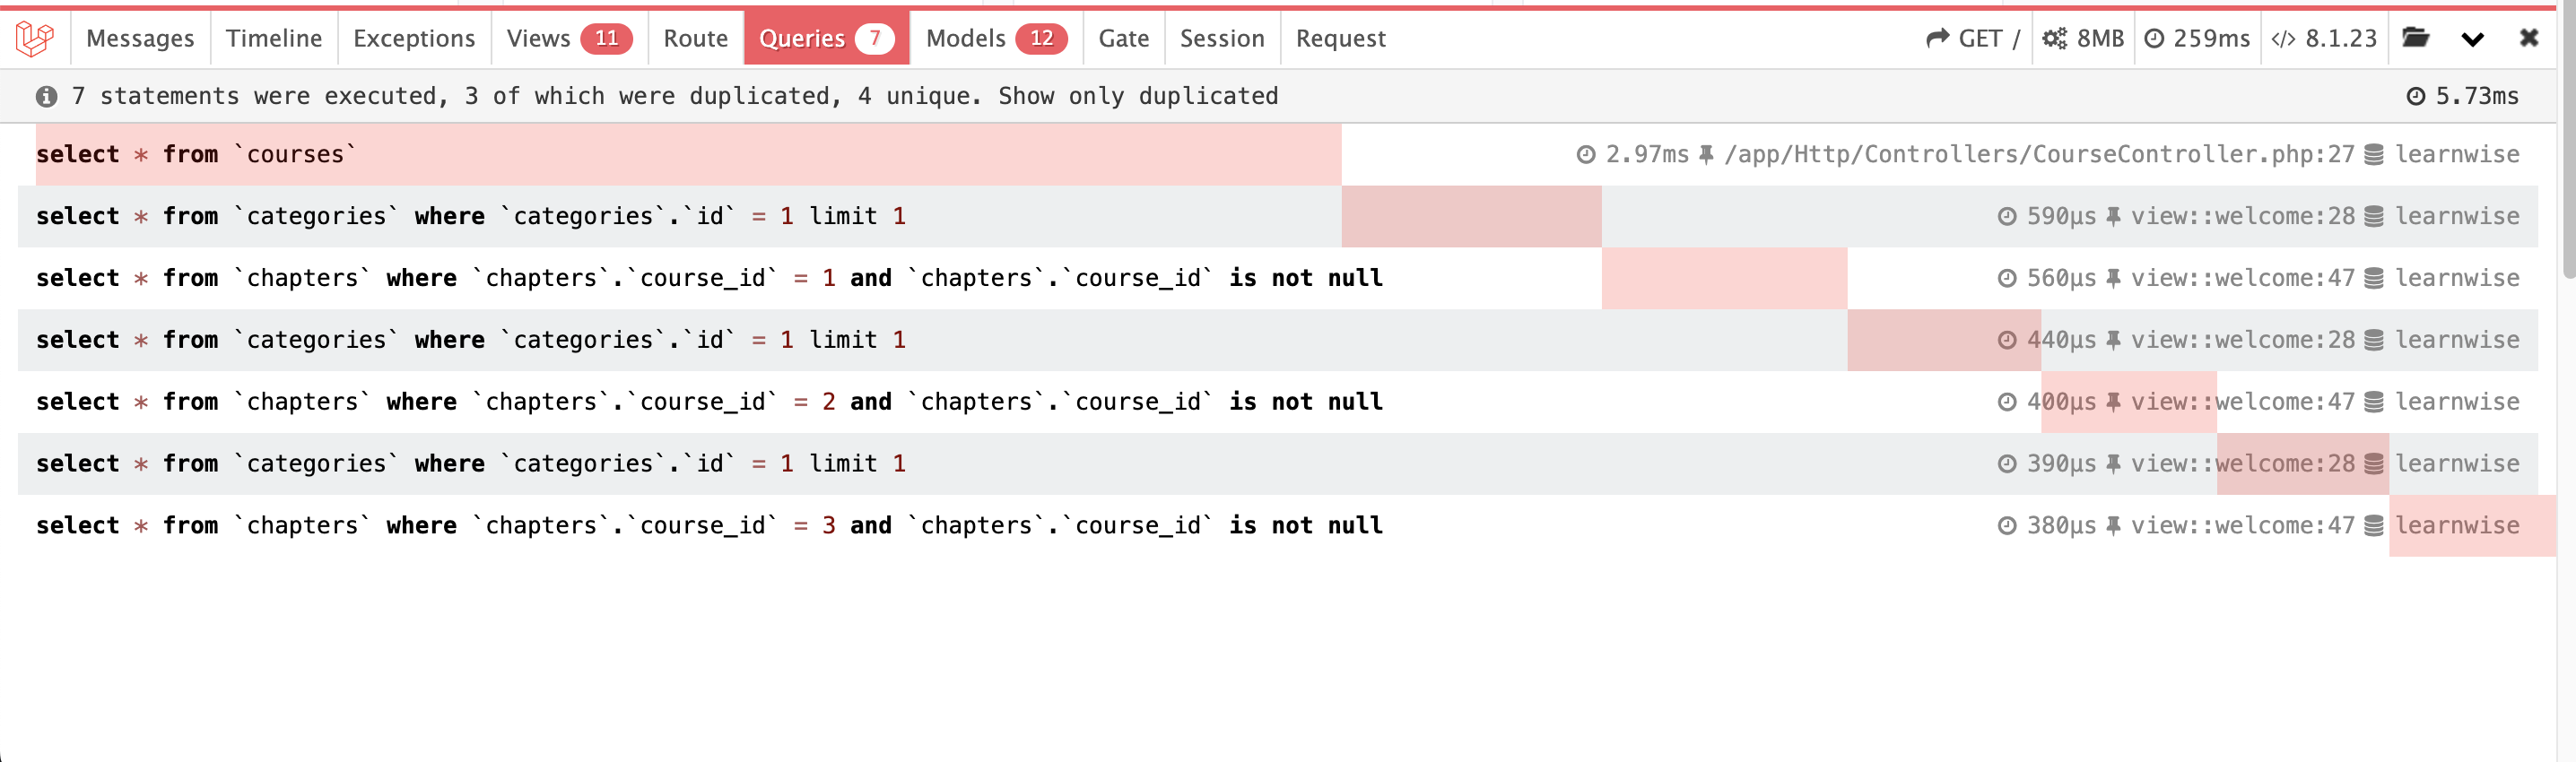 Messages Timeline Exceptions Views 11 Route Queries 7 Models 12 Gate Session Request GET / 8MB 259ms </> 8.1.23
7 statements were executed, 3 of which were duplicated, 4 unique. Show only duplicated 5.73ms
select * from `courses` 2.97ms /app/Http/Controllers/CourseController.php:27 learnwise
select * from `categories` where `categories`.`id` = 1 limit 1 590μs view::welcome:28 learnwise
select * from `chapters` where `chapters`.`course_id` = 1 and `chapters`.`course_id` is not null 560μs view::welcome:47 learnwise
select * from `categories` where `categories`.`id` = 1 limit 1 440μs view::welcome:28 learnwise
select * from `chapters` where `chapters`.`course_id` = 2 and `chapters`.`course_id` is not null 400μs view::welcome:47 learnwise
select * from `categories` where `categories`.`id` = 1 limit 1 390μs view::welcome:28 learnwise
select * from `chapters` where `chapters`.`course_id` = 3 and `chapters`.`course_id` is not null 380μs view::welcome:47 learnwise